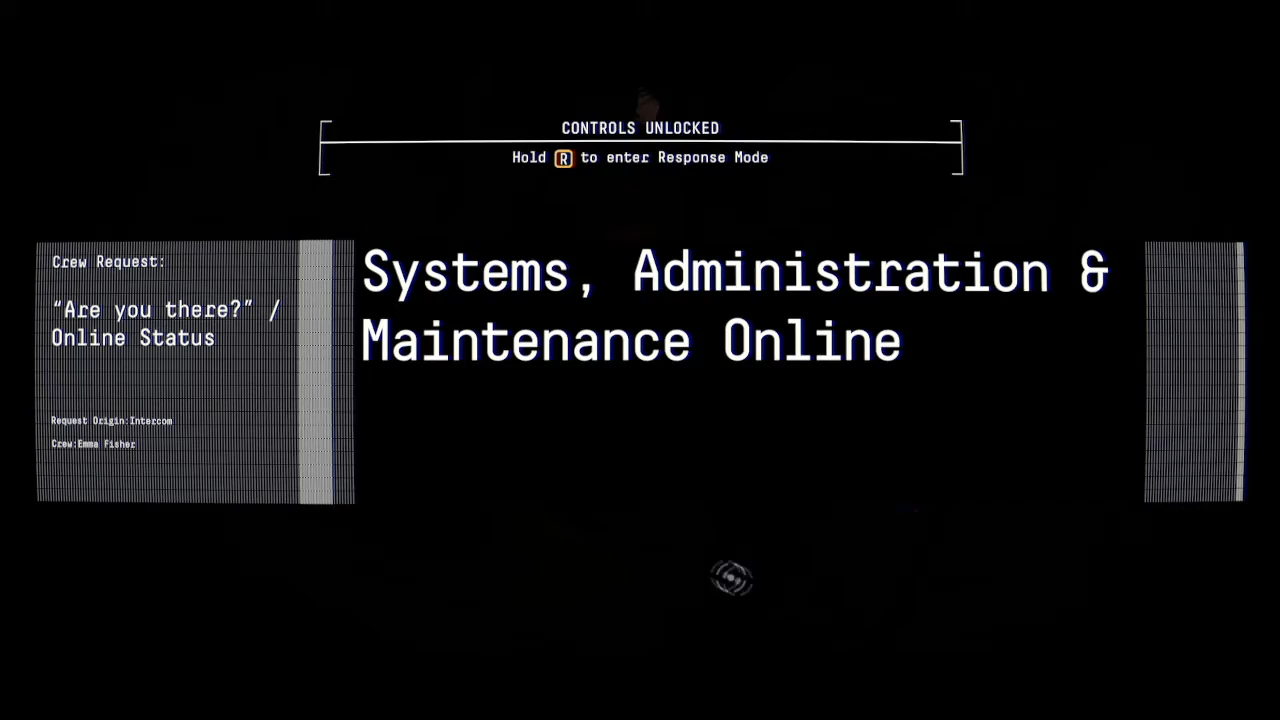 CONTROLS UNLOCKED
Hold R to enter Response Mode
Crew Request:
“Are you there?” /
Online Status
Request Origin:Intercom
Crew:Emma Fisher
Systems, Administration &
Maintenance Online